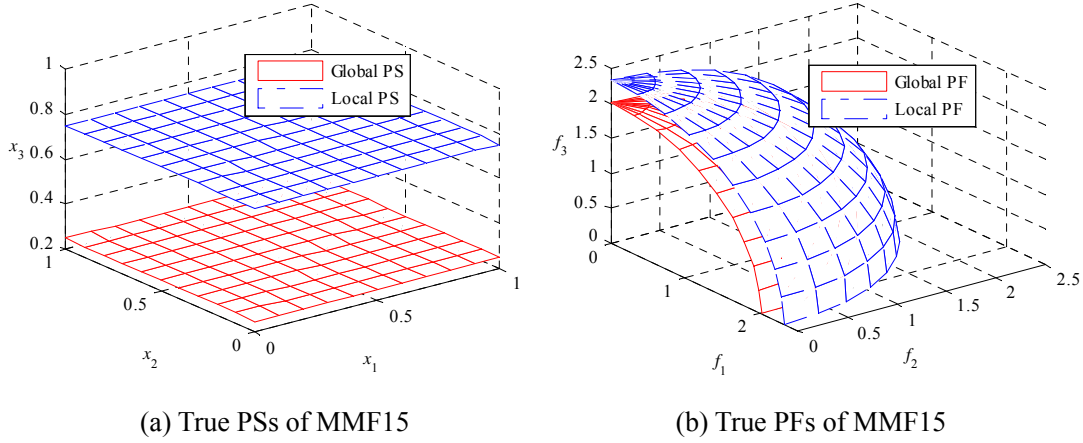 1
0.8
0.6
0.4
0.2
x3
1
0.5
0
x2
0
0.5
1
x1
Global PS
Local PS
(a) True PSs of MMF15
2.5
2
1.5
1
0.5
0
f3
0
1
2
f1
0
0.5
1
1.5
2
2.5
f2
Global PF
Local PF
(b) True PFs of MMF15